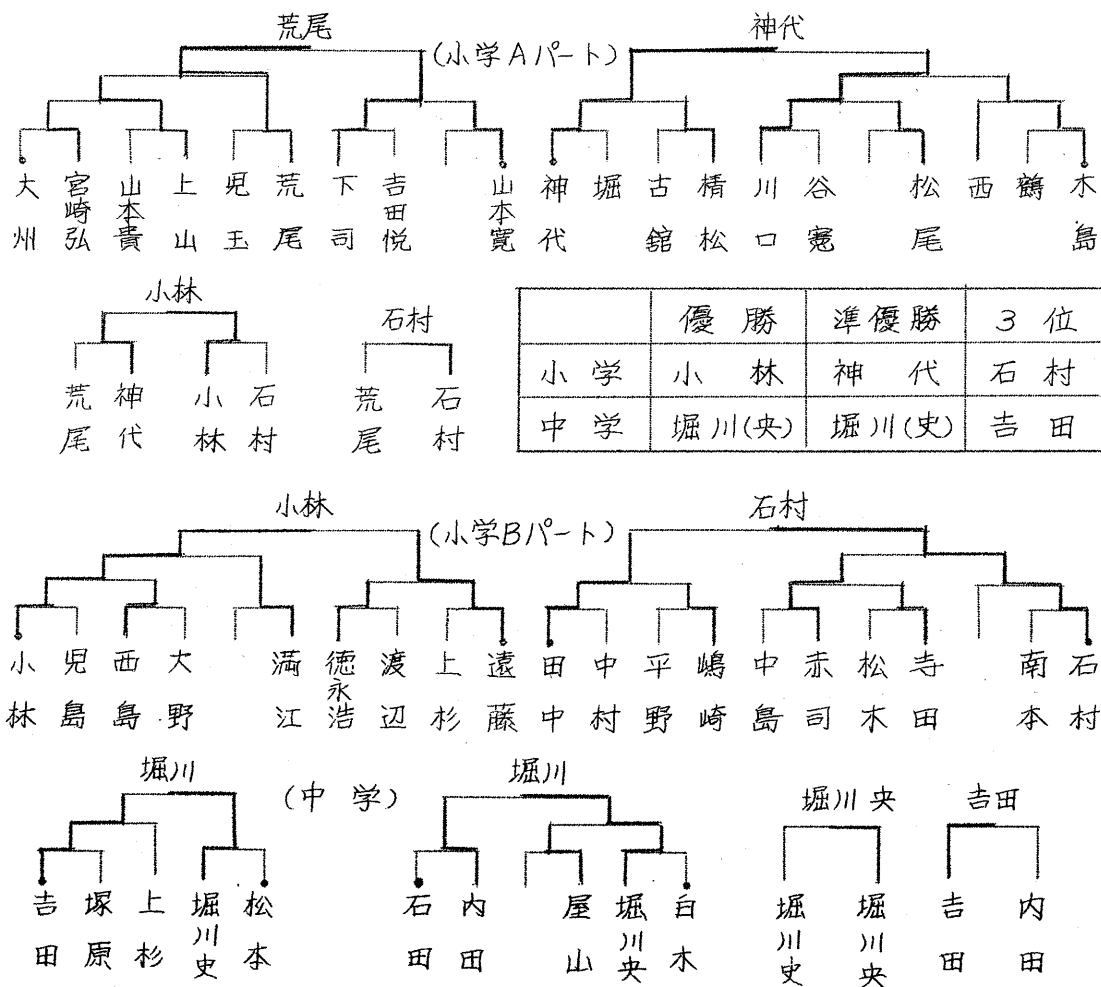 荒尾 (小学Aパート) 神代
大州 宮崎弘 山本貴 上山 児玉 荒尾 下司 吉田悦 山本寛 神代 堀 古舘 楮松 川口 谷憲 松尾 西 鶴 木島
小林 石村
荒尾 神代 小林 石村 荒尾 石村
優勝 準優勝 3位
小学 小林 神代 石村
中学 堀川(央) 堀川(史) 吉田
小林 (小学Bパート) 石村
小林 児島 西島 大野 満江 徳永浩 渡辺 上杉 遠藤 田中 中村 平野 嶋崎 中島 赤司 松木 寺田 南本 石村
堀川 (中学) 堀川 堀川央 吉田
吉田 塚原 上杉 堀川史 松本 石田 内田 屋山 堀川央 白木 堀川史 堀川央 吉田 内田